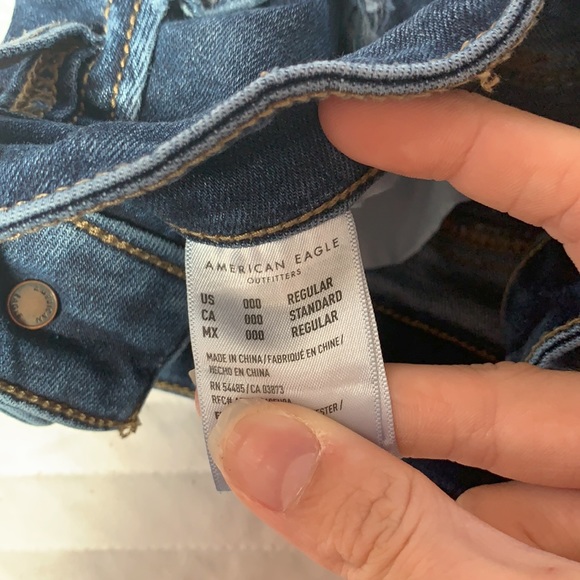 AMERICAN EAGLE
OUTFITTERS
US 000 REGULAR
CA 000 STANDARD
MX 000 REGULAR
MADE IN CHINA/FABRIQUÉ EN CHINE/
HECHO EN CHINA
RN 54485/CA 03873
RFC#